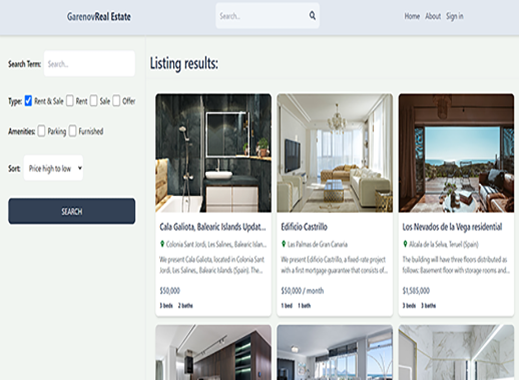 GarenovReal Estate
Search...
Home About Sign in
Search Term: Search...
Type: Rent & Sale Rent Sale Offer
Amenities: Parking Furnished
Sort: Price high to low
SEARCH
Listing results:
Cala Galiota, Balearic Islands Updat...
Colonia Sant Jordi, Les Salines, Balearic Islan...
We present Cala Galiota, located in Colonia Sant
Jordi, Les Salines, Balearic Islands (Spain). The...
$50,000
3 beds 2 baths
Edificio Castrillo
Las Palmas de Gran Canaria
We present Edificio Castrillo, a fixed-rate project
with a first mortgage guarantee that consists of...
$50,000 / month
1 bed 1 bath
Los Nevados de la Vega residential
Alcala de la Selva, Teruel (Spain)
The building will have three floors distributed as
follows: Basement floor with storage rooms and...
$1,585,000
3 beds 3 baths